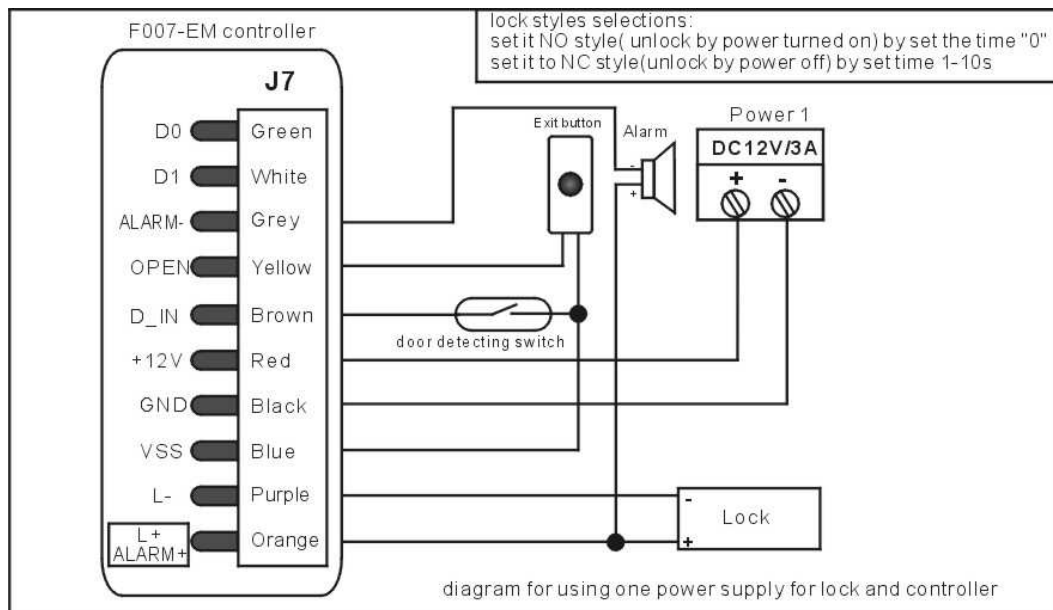 F007-EM controller
lock styles selections:
set it NO style( unlock by power turned on) by set the time "0"
set it to NC style(unlock by power off) by set time 1-10s
J7
D0 Green
D1 White
ALARM- Grey
OPEN Yellow
D_IN Brown
+12V Red
GND Black
VSS Blue
L- Purple
L+
ALARM+ Orange
Exit button
Alarm
-
+
Power 1
DC12V/3A
+ -
door detecting switch
-
Lock
+
diagram for using one power supply for lock and controller